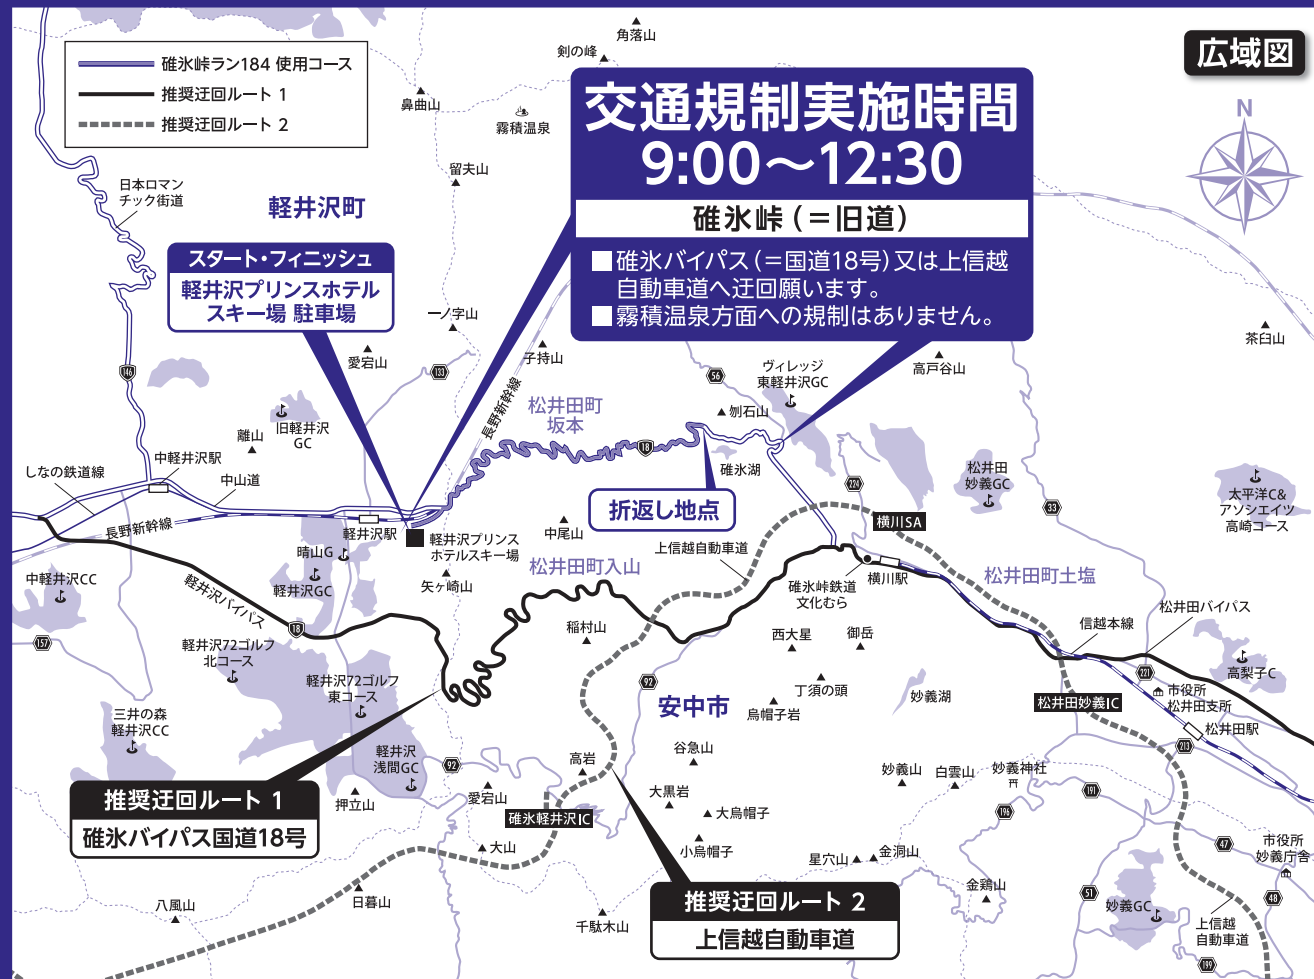 広域図
碓氷峠ラン184 使用コース
推奨迂回ルート 1
推奨迂回ルート 2
交通規制実施時間
9:00〜12:30
碓氷峠（＝旧道）
■碓氷バイパス（＝国道18号）又は上信越
自動車道へ迂回願います。
■霧積温泉方面への規制はありません。
N
角落山
剣の峰
鼻曲山
霧積温泉
留夫山
日本ロマン
チック街道
軽井沢町
スタート・フィニッシュ
軽井沢プリンスホテル
スキー場 駐車場
一ノ字山
愛宕山
子持山
133
146
長野新幹線
松井田町
坂本
56
ヴィレッジ
東軽井沢GC
高戸谷山
茶臼山
刎石山
18
碓氷湖
旧軽井沢
GC
離山
中軽井沢駅
しなの鉄道線
中山道
長野新幹線
軽井沢駅
軽井沢プリンス
ホテルスキー場
折返し地点
中尾山
上信越自動車道
224
横川SA
松井田
妙義GC
33
太平洋C&
アソシエイツ
高崎コース
晴山G
軽井沢GC
矢ヶ崎山
松井田町入山
碓氷峠鉄道
文化むら
横川駅
松井田町土塩
中軽井沢CC
軽井沢バイパス
18
157
稲村山
西大星
御岳
信越本線
松井田バイパス
高梨子C
軽井沢72ゴルフ
北コース
軽井沢72ゴルフ
東コース
92
安中市
丁須の頭
烏帽子岩
妙義湖
221
市役所
松井田支所
松井田妙義IC
松井田駅
213
三井の森
軽井沢CC
軽井沢
浅間GC
92
高岩
谷急山
妙義山
白雲山
妙義神社
推奨迂回ルート 1
碓氷バイパス国道18号
押立山
愛宕山
碓氷軽井沢IC
大黒岩
大烏帽子
小烏帽子
196
191
大山
星穴山
金洞山
47
市役所
妙義庁舎
推奨迂回ルート 2
上信越自動車道
八風山
日暮山
千駄木山
金鶏山
51
妙義GC
48
上信越
自動車道
199